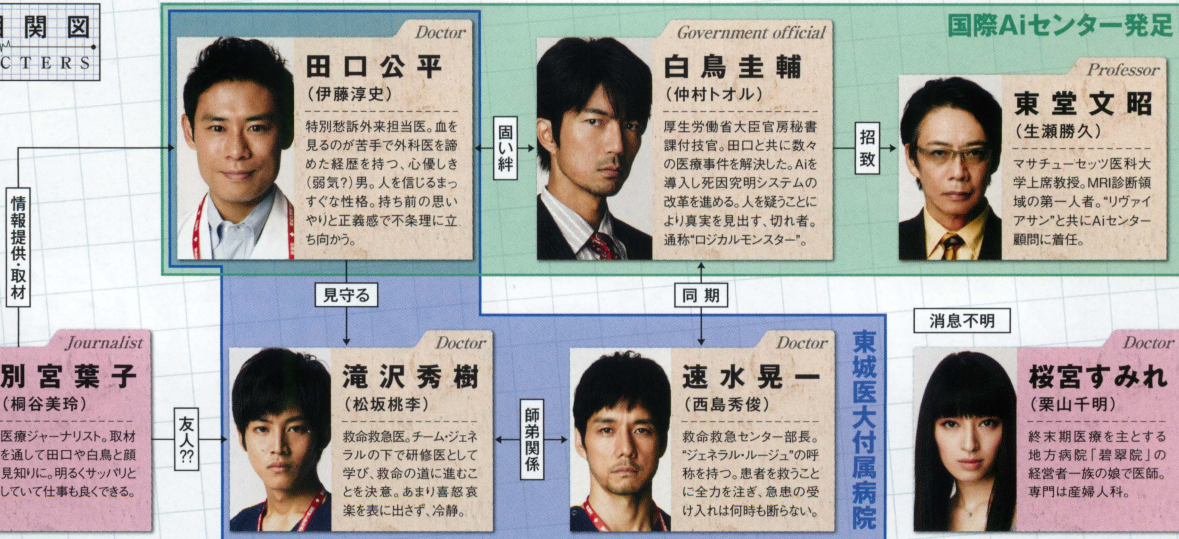 関図
CTERS
国際Aiセンター発足
Doctor
田口公平
（伊藤淳史）
特別愁訴外来担当医。血を
見るのが苦手で外科医を諦
めた経歴を持つ、心優しき
（弱気？）男。人を信じるまっ
すぐな性格。持ち前の思い
やりと正義感で不条理に立
ち向かう。
固い絆
Government official
白鳥圭輔
（仲村トオル）
厚生労働省大臣官房秘書
課付技官。田口と共に数々
の医療事件を解決した。Aiを
導入し死因究明システムの
改革を進める。人を疑うことに
より真実を見出す、切れ者。
通称“ロジカルモンスター”。
招致
Professor
東堂文昭
（生瀬勝久）
マサチューセッツ医科大
学上席教授。MRI診断領
域の第一人者。“リヴァイ
アサン”と共にAiセンター
顧問に着任。
情報提供・取材
見守る
同期
消息不明
Journalist
別宮葉子
（桐谷美玲）
医療ジャーナリスト。取材
を通して田口や白鳥と顔
見知りに。明るくサッパリと
していて仕事も良くできる。
友人??
Doctor
滝沢秀樹
（松坂桃李）
救命救急医。チーム・ジェネ
ラルの下で研修医として
学び、救命の道に進むこ
とを決意。あまり喜怒哀
楽を表に出さず、冷静。
師弟関係
Doctor
速水晃一
（西島秀俊）
救命救急センター部長。
“ジェネラル・ルージュ”の呼
称を持つ。患者を救うこと
に全力を注ぎ、急患の受
け入れは何時も断らない。
東城医大付属病院
Doctor
桜宮すみれ
（栗山千明）
終末期医療を主とする
地方病院「碧翠院」の
経営者一族の娘で医師。
専門は産婦人科。